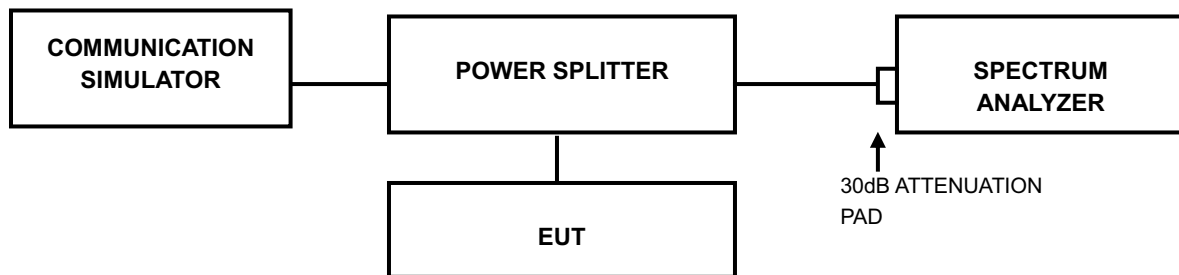 COMMUNICATION
SIMULATOR
POWER SPLITTER
SPECTRUM
ANALYZER
30dB ATTENUATION
PAD
EUT